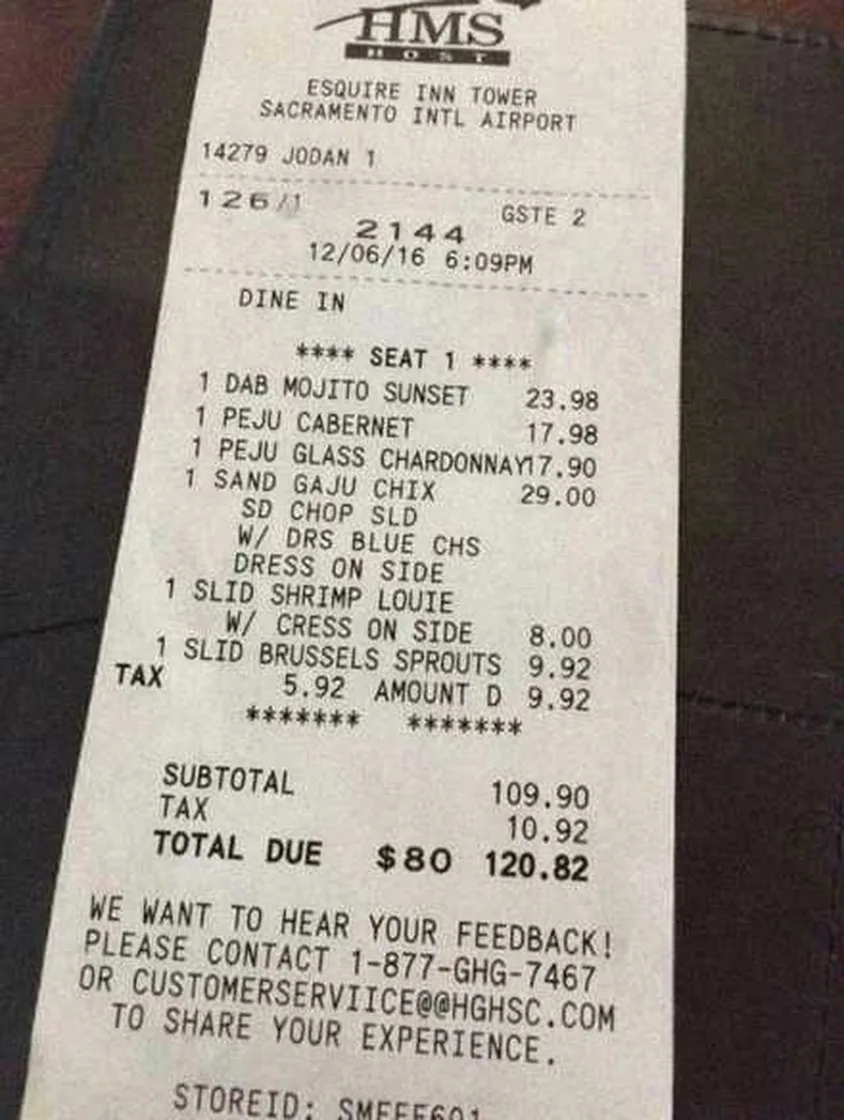 HMS
HOST
ESQUIRE INN TOWER
SACRAMENTO INTL AIRPORT
14279 JODAN 1
126/1 GSTE 2
2144
12/06/16 6:09PM
DINE IN
**** SEAT 1 ****
1 DAB MOJITO SUNSET 23.98
1 PEJU CABERNET 17.98
1 PEJU GLASS CHARDONNAY 17.90
1 SAND GAJU CHIX 29.00
SD CHOP SLD
W/ DRS BLUE CHS
DRESS ON SIDE
1 SLID SHRIMP LOUIE
W/ CRESS ON SIDE 8.00
1 SLID BRUSSELS SPROUTS 9.92
TAX 5.92 AMOUNT D 9.92
******* *******
SUBTOTAL 109.90
TAX 10.92
TOTAL DUE $80 120.82
WE WANT TO HEAR YOUR FEEDBACK!
PLEASE CONTACT 1-877-GHG-7467
OR CUSTOMERSERVIICE@@HGHSC.COM
TO SHARE YOUR EXPERIENCE.
STOREID: